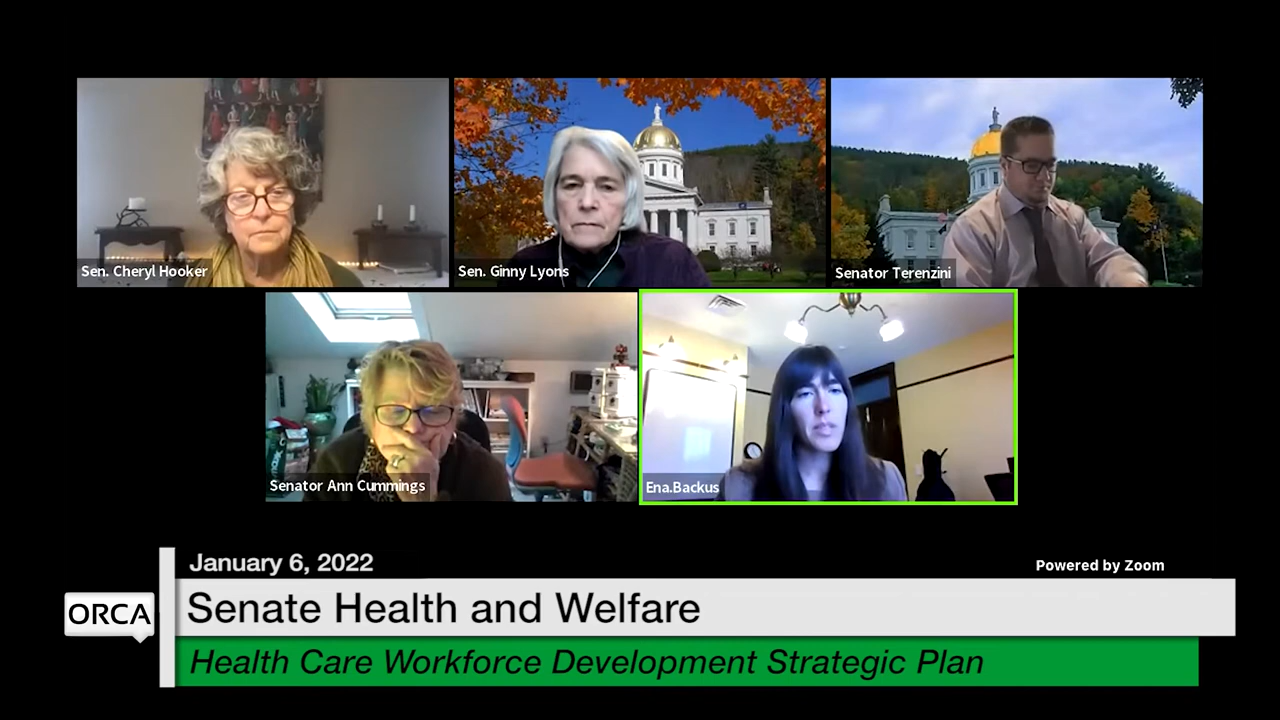 Sen. Cheryl Hooker
Sen. Ginny Lyons
Senator Terenzini
Senator Ann Cummings
Ena.Backus
January 6, 2022
Powered by Zoom
ORCA
Senate Health and Welfare
Health Care Workforce Development Strategic Plan